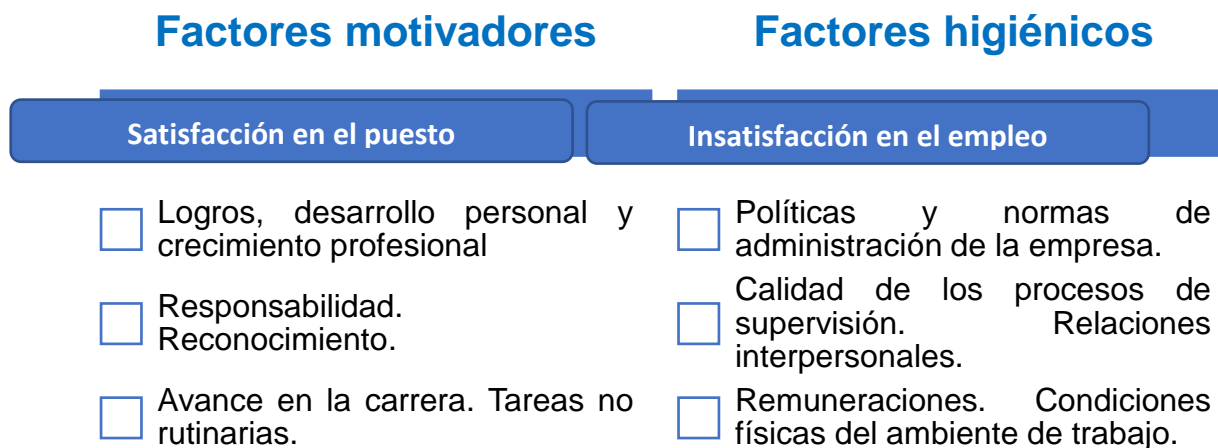 Factores motivadores
Satisfacción en el puesto
Logros, desarrollo personal y
crecimiento profesional
Responsabilidad.
Reconocimiento.
Avance en la carrera. Tareas no
rutinarias.
Factores higiénicos
Insatisfacción en el empleo
Políticas y normas de
administración de la empresa.
Calidad de los procesos de
supervisión. Relaciones
interpersonales.
Remuneraciones. Condiciones
físicas del ambiente de trabajo.